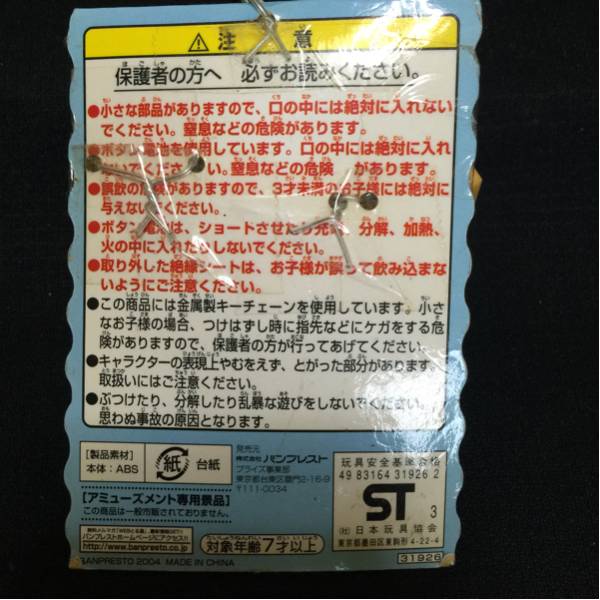 ⚠注意
保護者の方へ 必ずお読みください。
●小さな部品がありますので、口の中には絶対に入れない
でください。窒息などの危険があります。
●ボタン電池を使用しています。口の中には絶対に入れ
ないでください。窒息などの危険 があります。
●誤飲の危険がありますので、3才未満のお子様には絶対に
与えないでください。
●ボタン電池は、ショートさせたり充電、分解、加熱、
火の中に入れたりしないでください。
●取り外した絶縁シートは、お子様が誤って飲み込まな
いようにご注意ください。
●この商品には金属製キーチェーンを使用しています。小さ
なお子様の場合、つけはずし時に指先などにケガをする危
険がありますので、保護者の方が行ってあげてください。
●キャラクターの表現上やむをえず、とがった部分があります。
取扱いにはご注意ください。
●ぶつけたり、分解したり乱暴な遊びをしないでください。
思わぬ事故の原因となります。
【製品素材】
本体:ABS
紙 台紙
発売元
株式会社 バンプレスト
プライズ事業部
〒111-0034
【アミューズメント専用景品】
この商品は一般市販されておりません。
バンプレストホームページにアクセス!!
http://www.banpresto.co.jp
対象年齢7才以上
玩具安全基準合格
49 83164 31926 2
ST
3
(社)日本玩具協会
東京都墨田区東駒形4-22-4
31926
BANPRESTO 2004 MADE IN CHINA